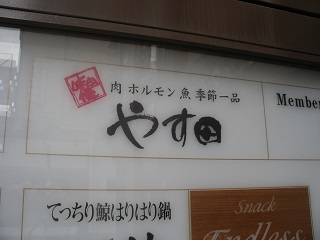 肉 ホルモン 魚 季節一品
やす田
Member
てっちり鯨はりはり鍋
Snack
Endless